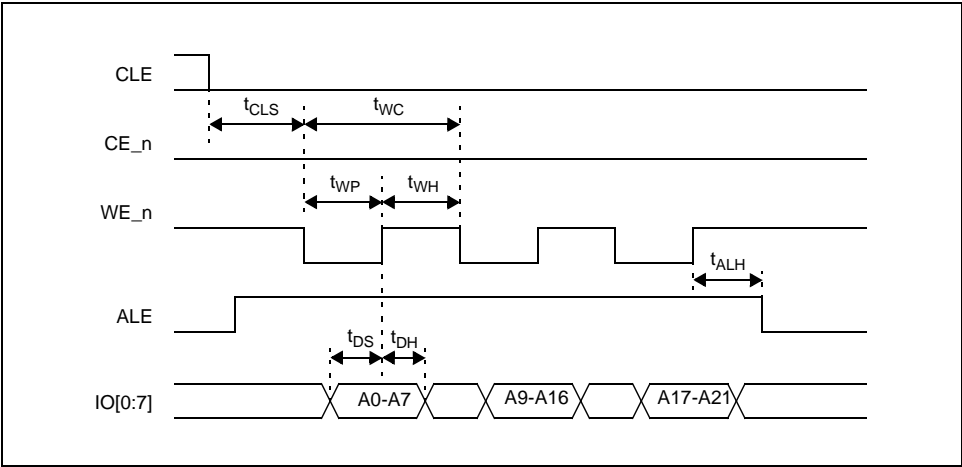 CLE
tCLS tWC
CE_n
tWP tWH
WE_n
tALH
ALE
tDS tDH
IO[0:7] A0-A7 A9-A16 A17-A21